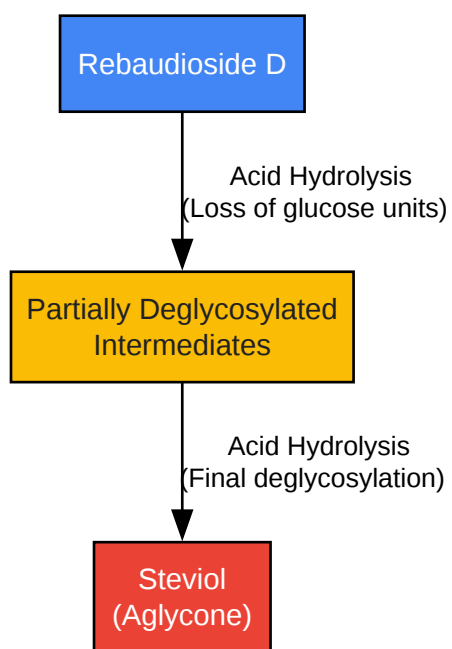 Rebaudioside D
Acid Hydrolysis
(Loss of glucose units)
Partially Deglycosylated
Intermediates
Acid Hydrolysis
(Final deglycosylation)
Steviol
(Aglycone)